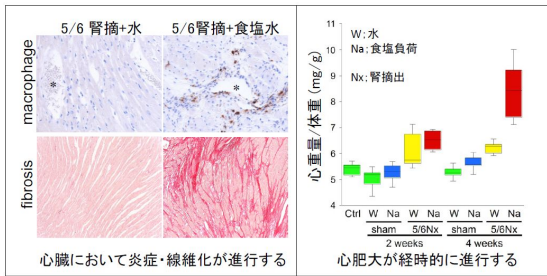 5/6 腎摘+水
5/6腎摘+食塩水
macrophage
*
*
fibrosis
心臓において炎症・線維化が進行する
W;水
Na;食塩負荷
Nx;腎摘出
心重量/体重(mg/g)
10
9
8
7
6
5
4
Ctrl W Na W Na W Na W Na
sham 5/6Nx sham 5/6Nx
2 weeks 4 weeks
心肥大が経時的に進行する